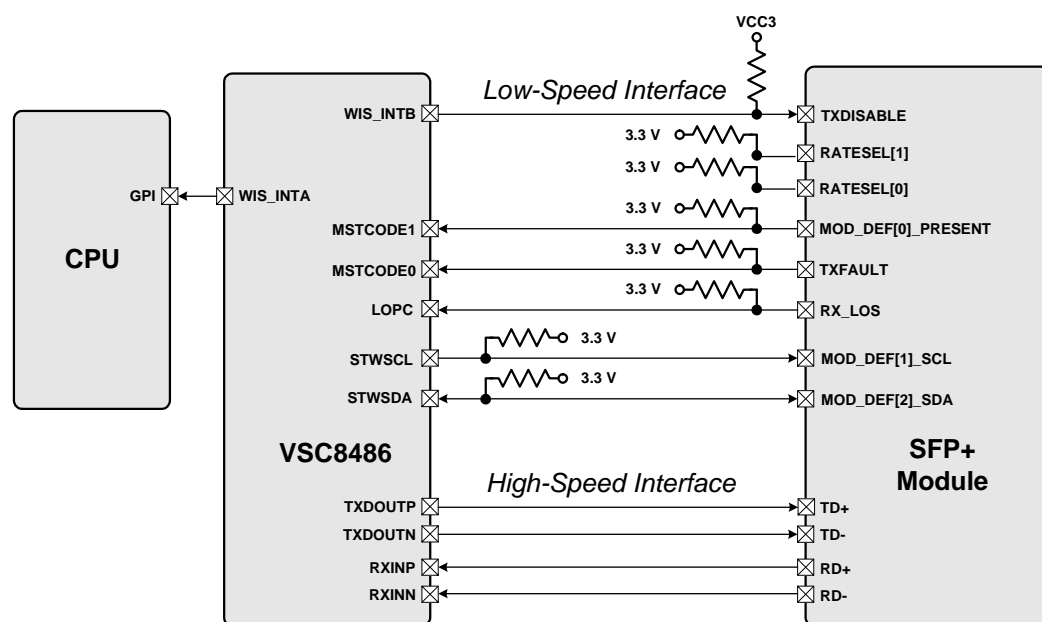 VCC3
Low-Speed Interface
WIS_INTB
TXDISABLE
3.3 V
RATESEL[1]
3.3 V
RATESEL[0]
GPI
WIS_INTA
3.3 V
MSTCODE1
MOD_DEF[0]_PRESENT
CPU
3.3 V
MSTCODE0
TXFAULT
3.3 V
LOPC
RX_LOS
3.3 V
STWSCL
MOD_DEF[1]_SCL
3.3 V
STWSDA
MOD_DEF[2]_SDA
VSC8486
SFP+
Module
High-Speed Interface
TXDOUTP
TD+
TXDOUTN
TD-
RXINP
RD+
RXINN
RD-